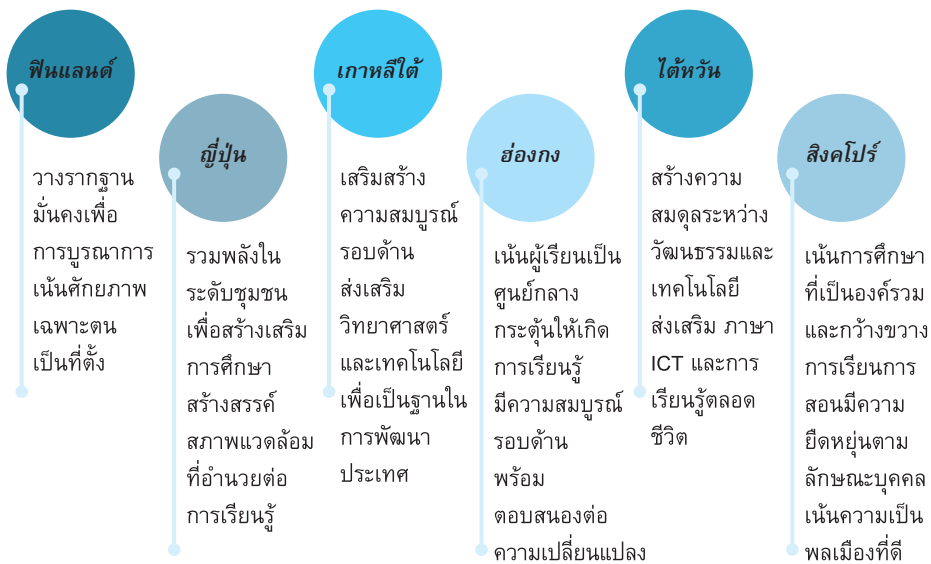 ฟินแลนด์
วางรากฐาน
มั่นคงเพื่อ
การบูรณาการ
เน้นศักยภาพ
เฉพาะตน
เป็นที่ตั้ง
ญี่ปุ่น
รวมพลังใน
ระดับชุมชน
เพื่อสร้างเสริม
การศึกษา
สร้างสรรค์
สภาพแวดล้อม
ที่อำนวยต่อ
การเรียนรู้
เกาหลีใต้
เสริมสร้าง
ความสมบูรณ์
รอบด้าน
ส่งเสริม
วิทยาศาสตร์
และเทคโนโลยี
เพื่อเป็นฐานใน
การพัฒนา
ประเทศ
ฮ่องกง
เน้นผู้เรียนเป็น
ศูนย์กลาง
กระตุ้นให้เกิด
การเรียนรู้
มีความสมบูรณ์
รอบด้าน
พร้อม
ตอบสนองต่อ
ความเปลี่ยนแปลง
ไต้หวัน
สร้างความ
สมดุลระหว่าง
วัฒนธรรมและ
เทคโนโลยี
ส่งเสริม ภาษา
ICT และการ
เรียนรู้ตลอด
ชีวิต
สิงคโปร์
เน้นการศึกษา
ที่เป็นองค์รวม
และกว้างขวาง
การเรียนการ
สอนมีความ
ยืดหยุ่นตาม
ลักษณะบุคคล
เน้นความเป็น
พลเมืองที่ดี